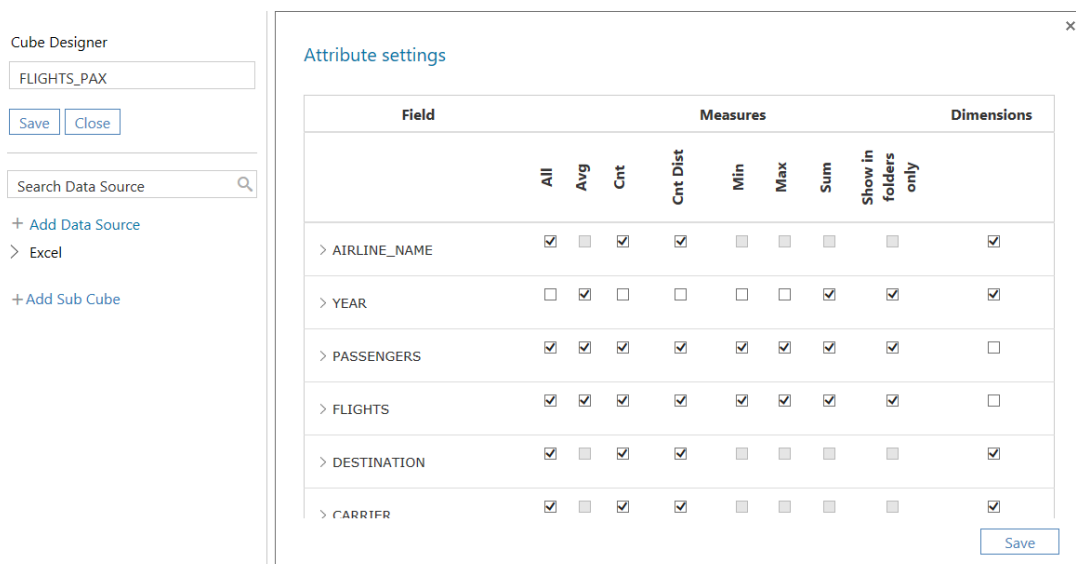 Cube Designer
FLIGHTS_PAX
Save Close
Search Data Source
+ Add Data Source
> Excel
+ Add Sub Cube
×
Attribute settings
Field Measures Dimensions
All Avg Cnt Cnt Dist Min Max Sum Show in folders only
> AIRLINE_NAME
> YEAR
> PASSENGERS
> FLIGHTS
> DESTINATION
> CARRIER
Save